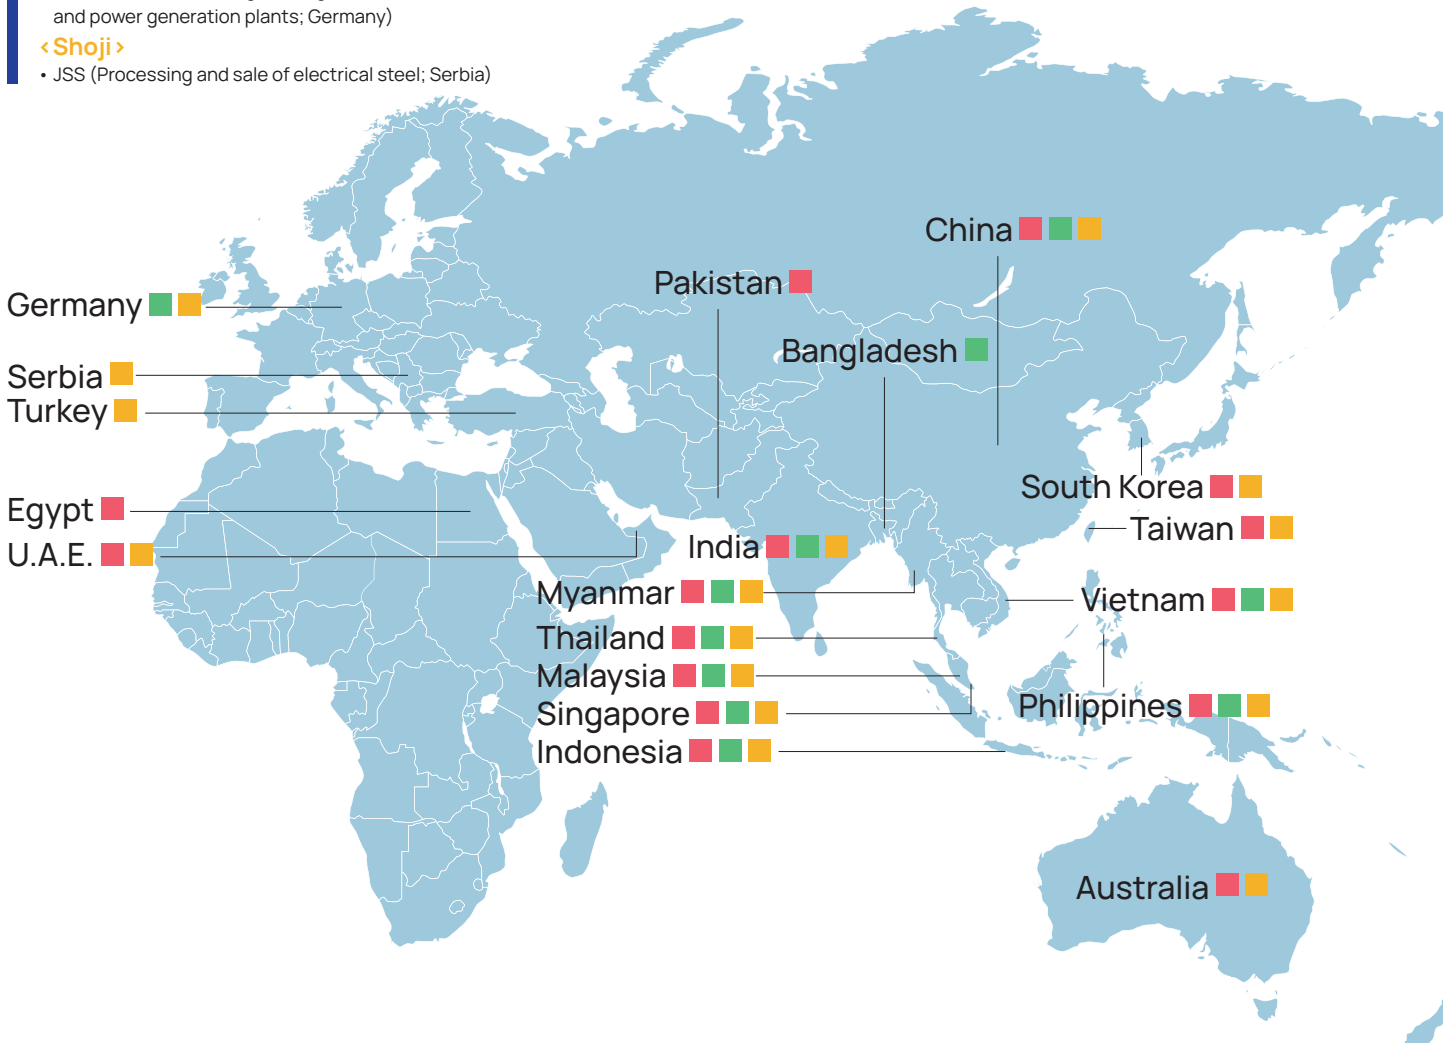 and power generation plants; Germany)
<Shoji>
• JSS (Processing and sale of electrical steel; Serbia)
China
Pakistan
Germany
Bangladesh
Serbia
Turkey
South Korea
Egypt
Taiwan
U.A.E.
India
Myanmar
Vietnam
Thailand
Malaysia
Singapore
Philippines
Indonesia
Australia